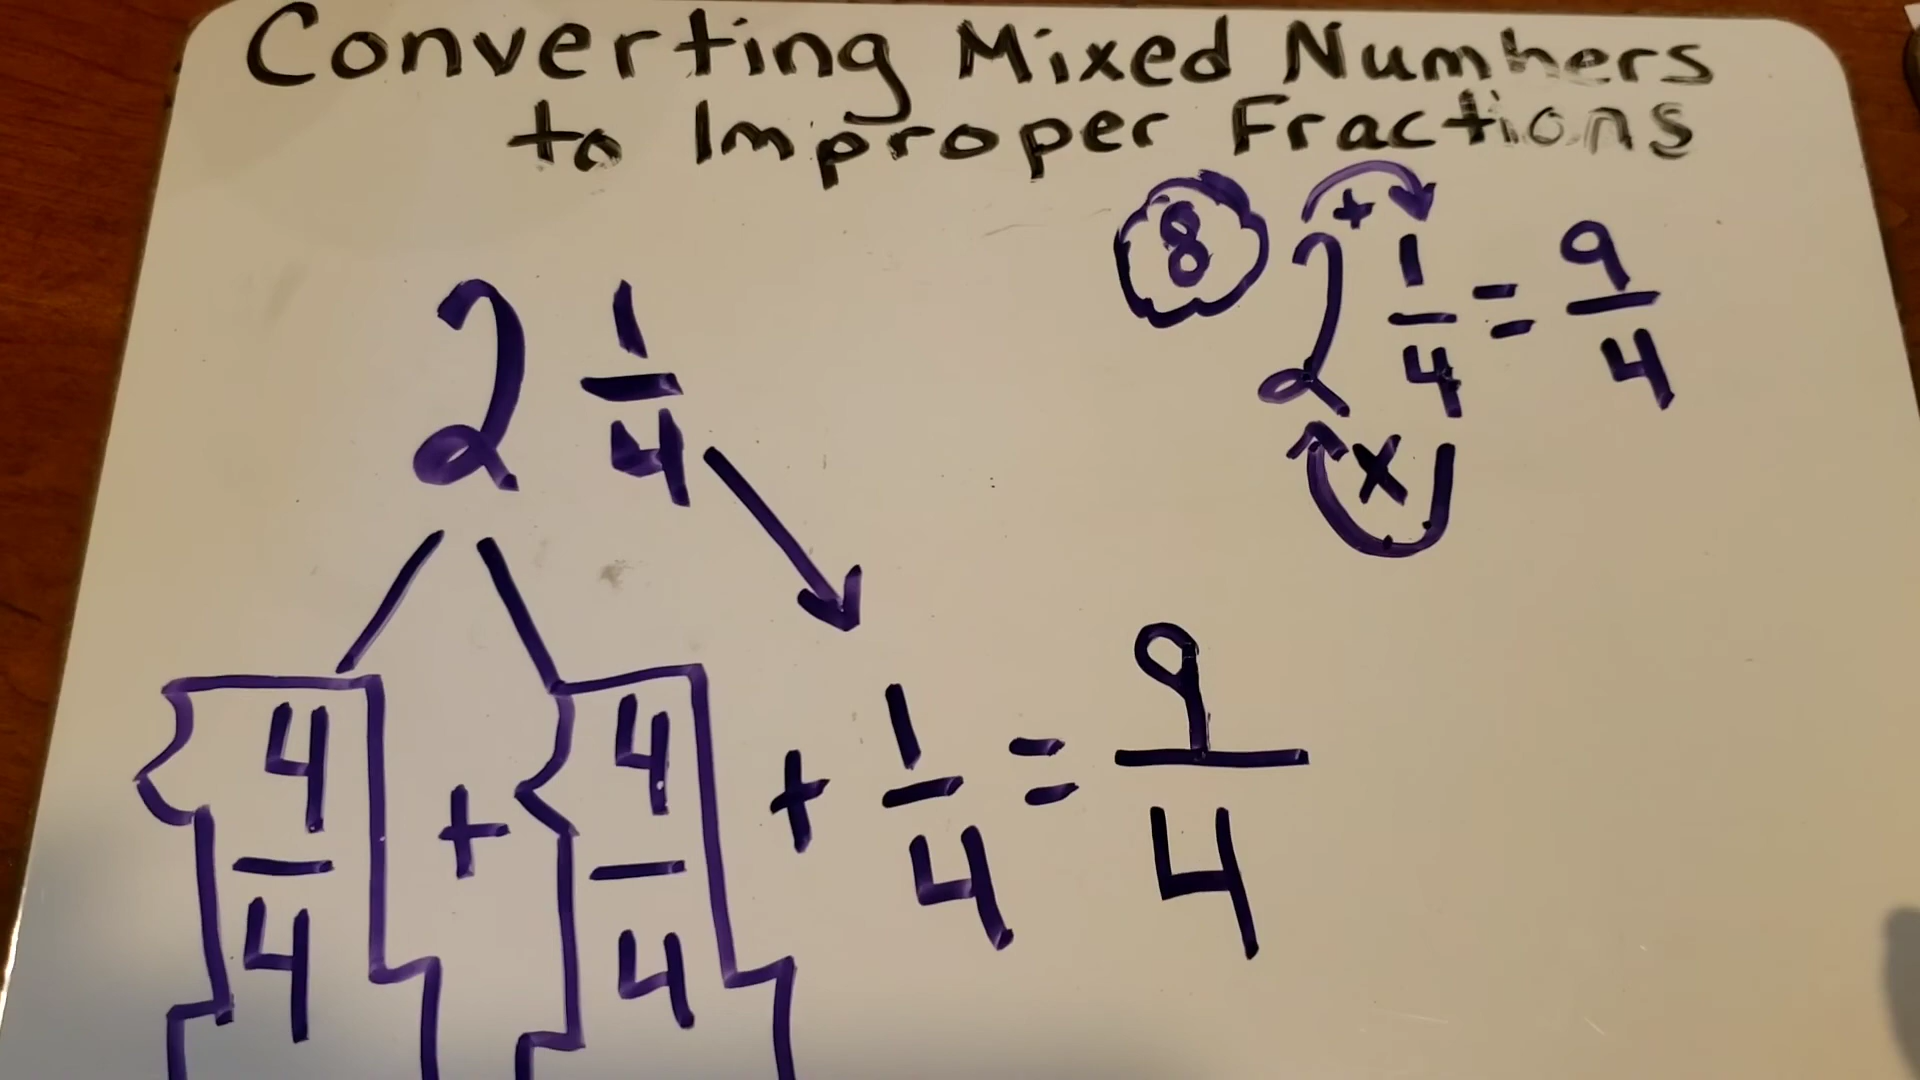 Converting Mixed Numbers
to Improper Fractions
8 2 1/4 = 9/4
+
x
2 1/4
4/4 + 4/4 + 1/4 = 9/4